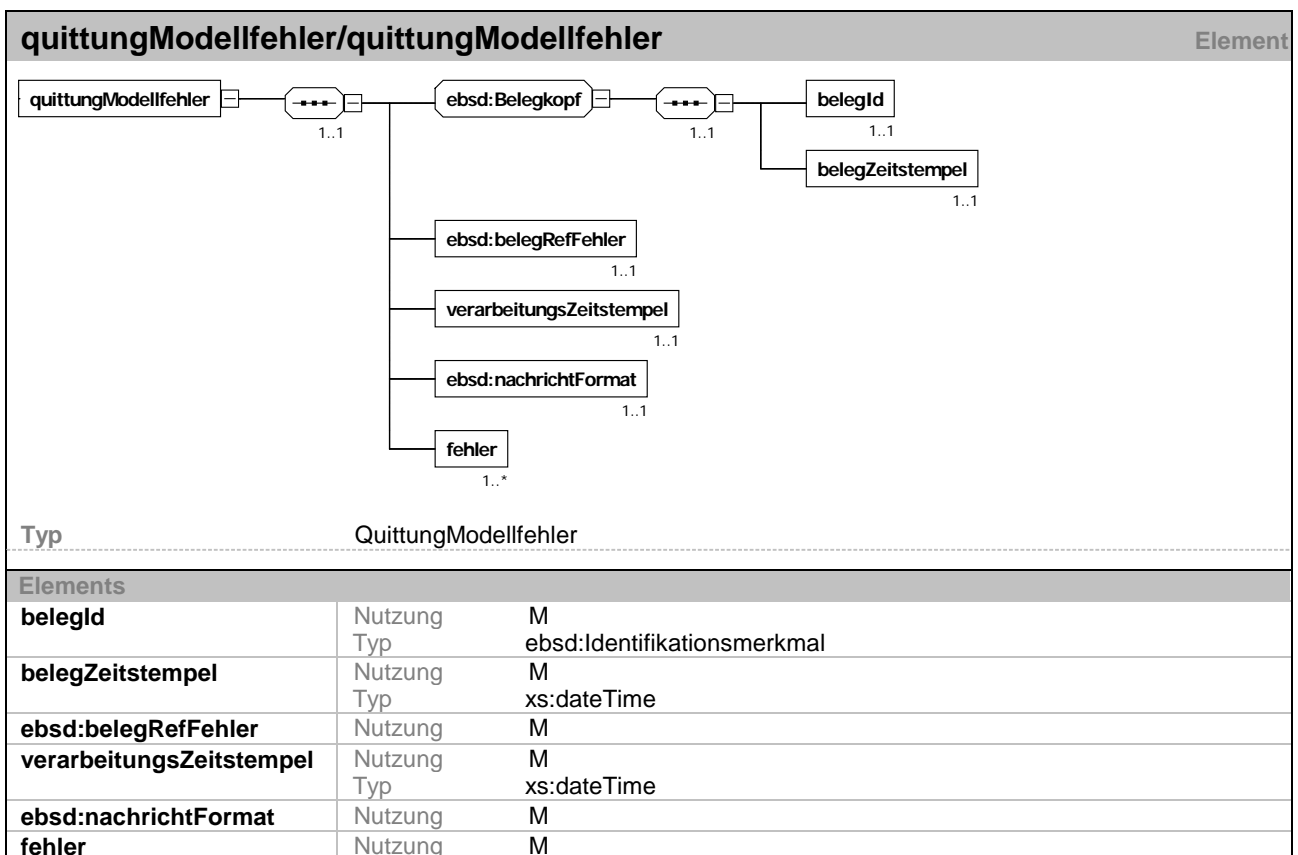 quittungModellfehler/quittungModellfehler Element
quittungModellfehler ebsd:Belegkopf belegId
1..1 1..1 1..1
belegZeitstempel
1..1
ebsd:belegRefFehler
1..1
verarbeitungsZeitstempel
1..1
ebsd:nachrichtFormat
1..1
fehler
1..*
Typ QuittungModellfehler
Elements
belegId Nutzung M
Typ ebsd:Identifikationsmerkmal
belegZeitstempel Nutzung M
Typ xs:dateTime
ebsd:belegRefFehler Nutzung M
verarbeitungsZeitstempel Nutzung M
Typ xs:dateTime
ebsd:nachrichtFormat Nutzung M
fehler Nutzung M